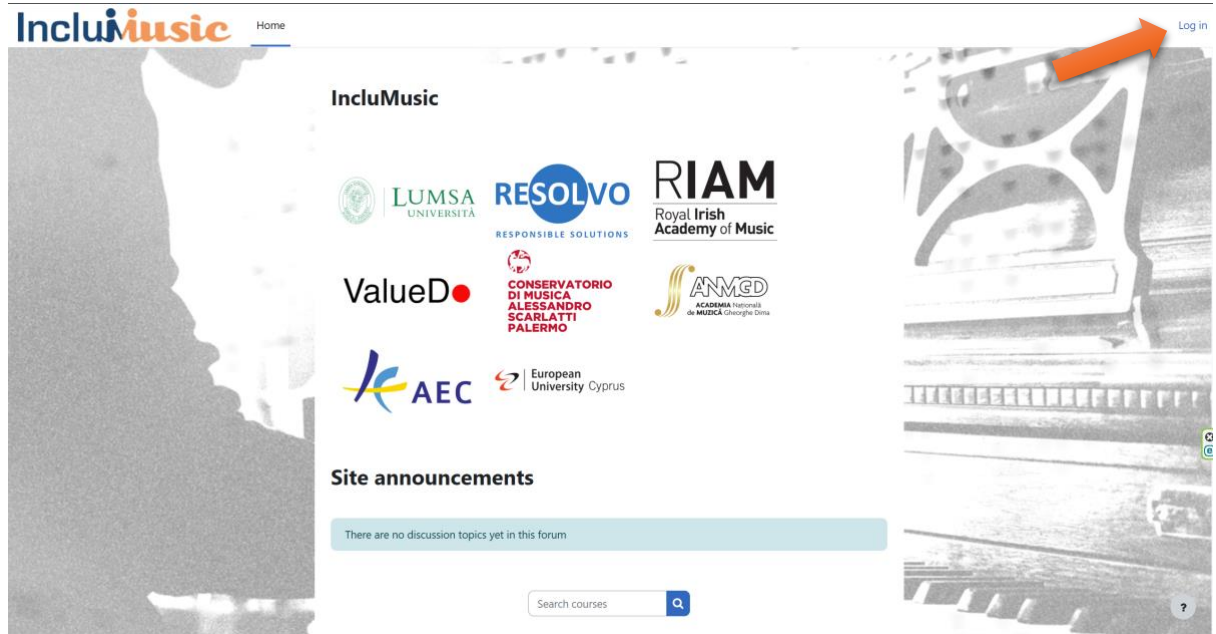 IncluMusic
Home
Log in
IncluMusic
LUMSA
UNIVERSITÀ
RESOLVO
RESPONSIBLE SOLUTIONS
RIAM
Royal Irish
Academy of Music
ValueDo
CONSERVATORIO
DI MUSICA
ALESSANDRO
SCARLATTI
PALERMO
ANMGD
ACADEMIA Națională
de MUZICĂ Gheorghe Dima
AEC
European
University Cyprus
Site announcements
There are no discussion topics yet in this forum
Search courses
?